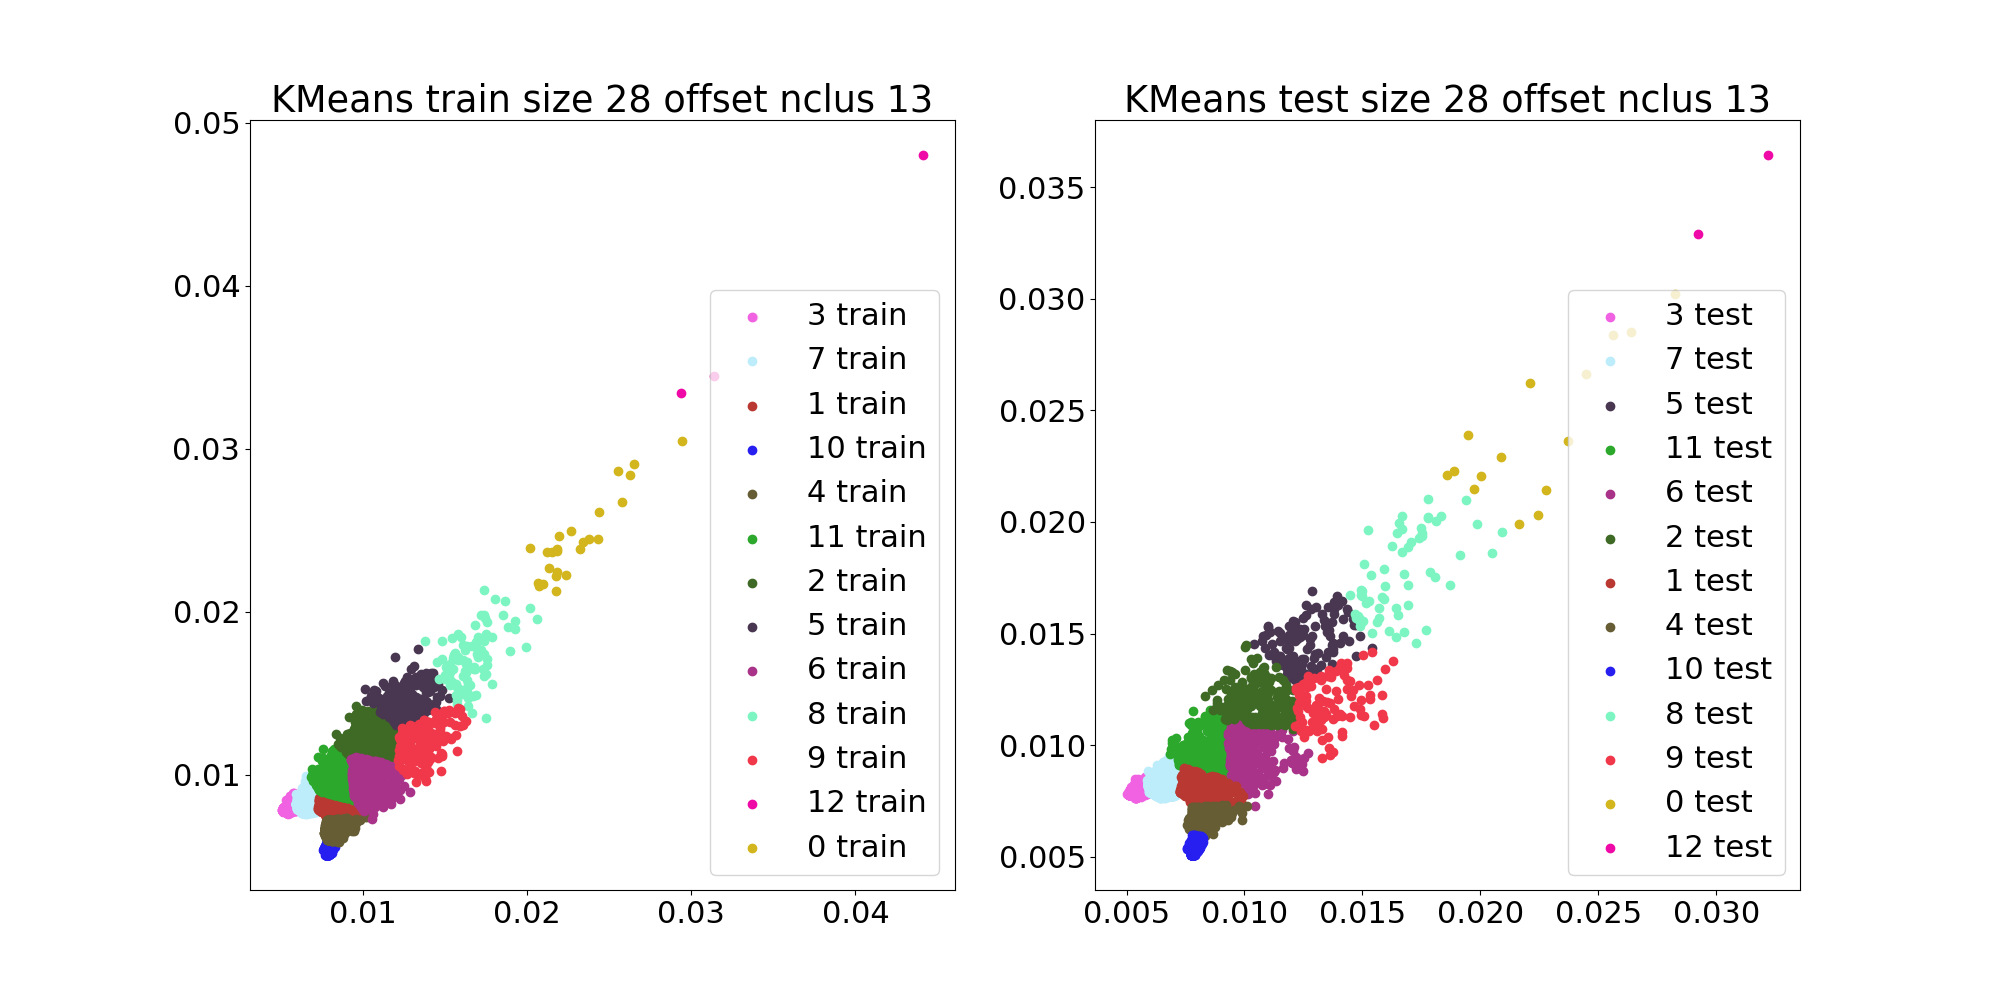 KMeans train size 28 offset nclus 13
0.05
0.04
0.03
0.02
0.01
0.01
0.02
0.03
0.04
3 train
7 train
1 train
10 train
4 train
11 train
2 train
5 train
6 train
8 train
9 train
12 train
0 train
KMeans test size 28 offset nclus 13
0.035
0.030
0.025
0.020
0.015
0.010
0.005
0.005
0.010
0.015
0.020
0.025
0.030
3 test
7 test
5 test
11 test
6 test
2 test
1 test
4 test
10 test
8 test
9 test
0 test
12 test